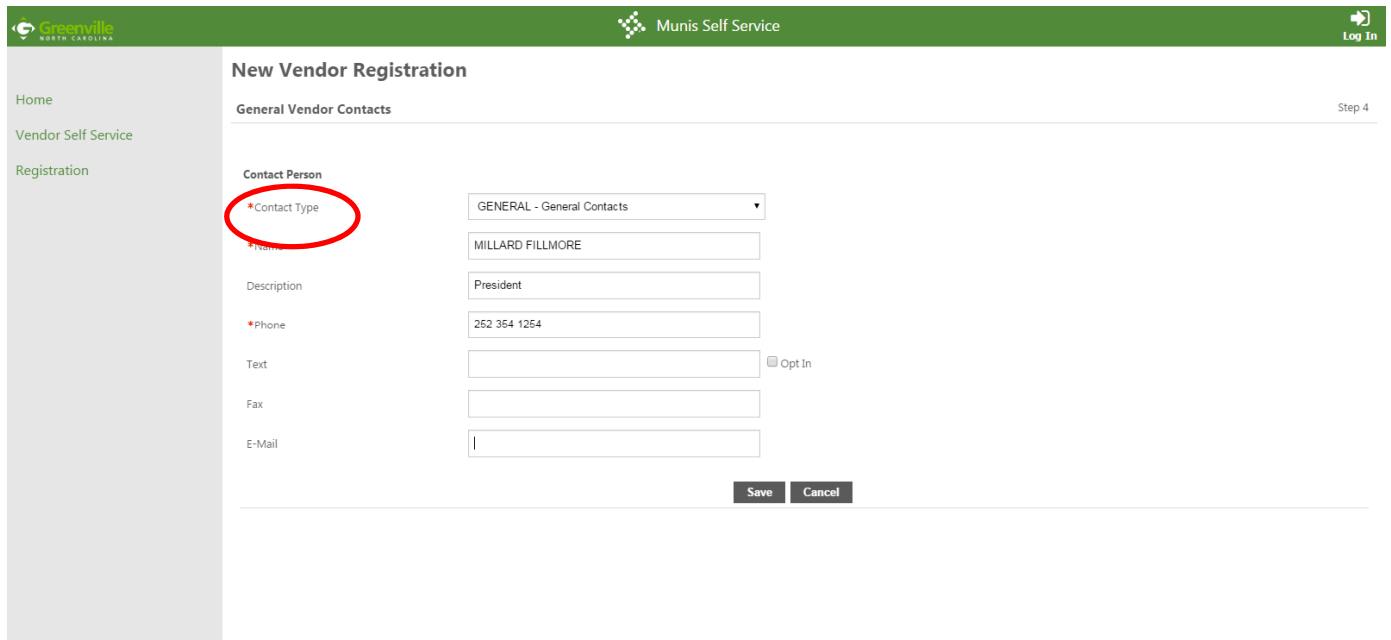 Greenville
NORTH CAROLINA
Munis Self Service
Log In
Home
Vendor Self Service
Registration
New Vendor Registration
General Vendor Contacts
Step 4
Contact Person
*Contact Type
GENERAL - General Contacts
*Name
MILLARD FILLMORE
Description
President
*Phone
252 354 1254
Text
Opt In
Fax
E-Mail
Save
Cancel